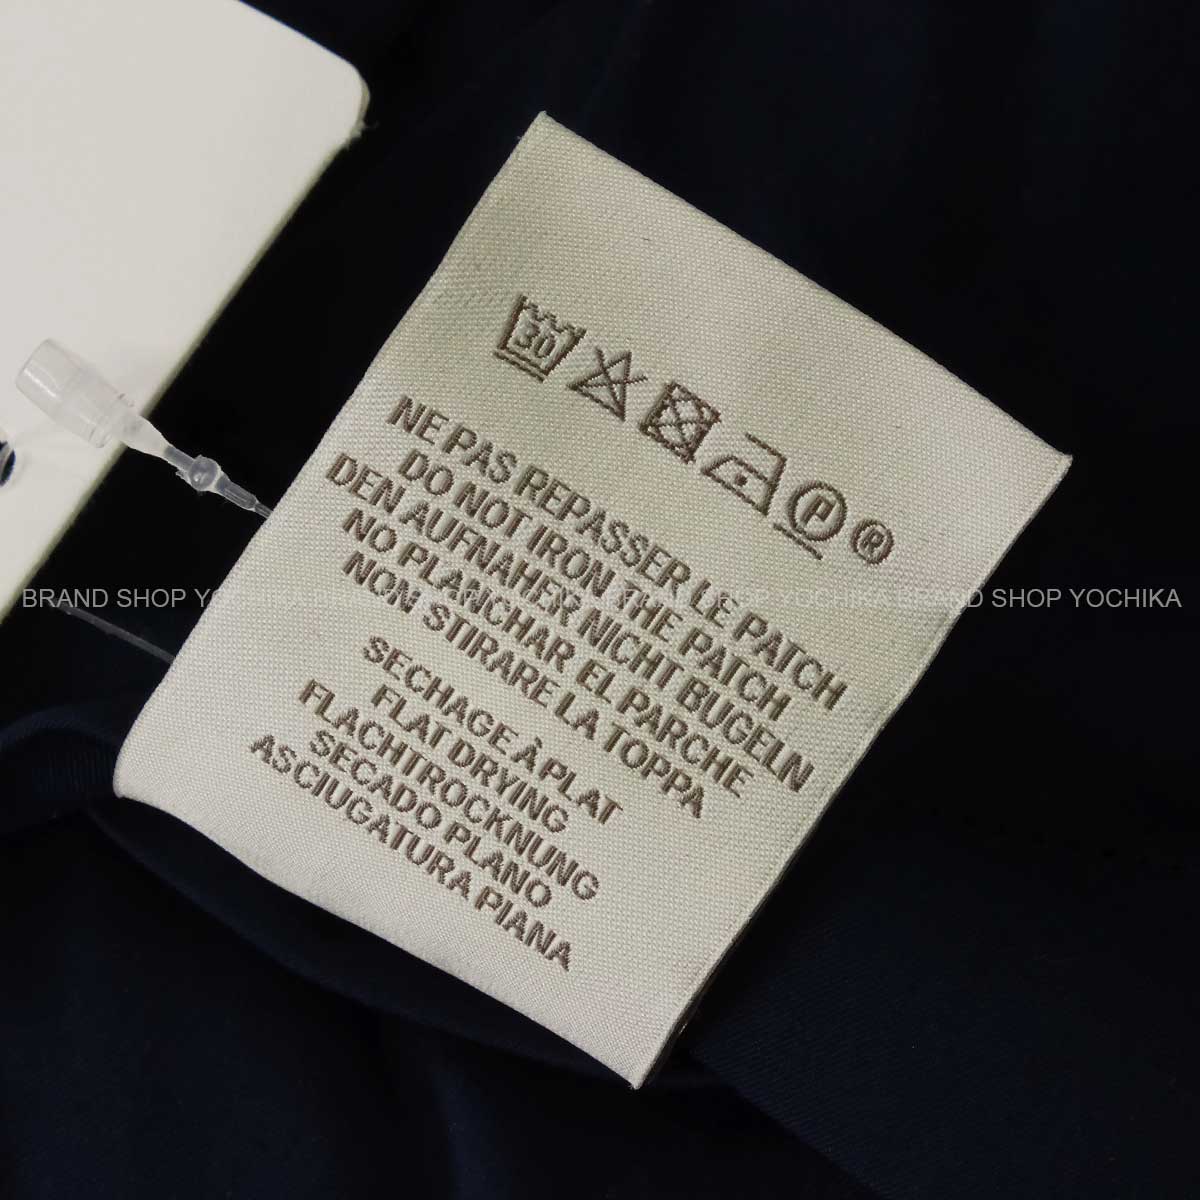 30
P ®
NE PAS REPASSER LE PATCH
DO NOT IRON THE PATCH
DEN AUFNAHER NICHT BUGELN
NO PLANCHAR EL PARCHE
NON STIRARE LA TOPPA
SECHAGE À PLAT
FLAT DRYING
FLACHTROCKNUNG
SECADO PLANO
ASCIUGATURA PIANA
BRAND SHOP YOCHIKA BRAND SHOP YOCHIKA